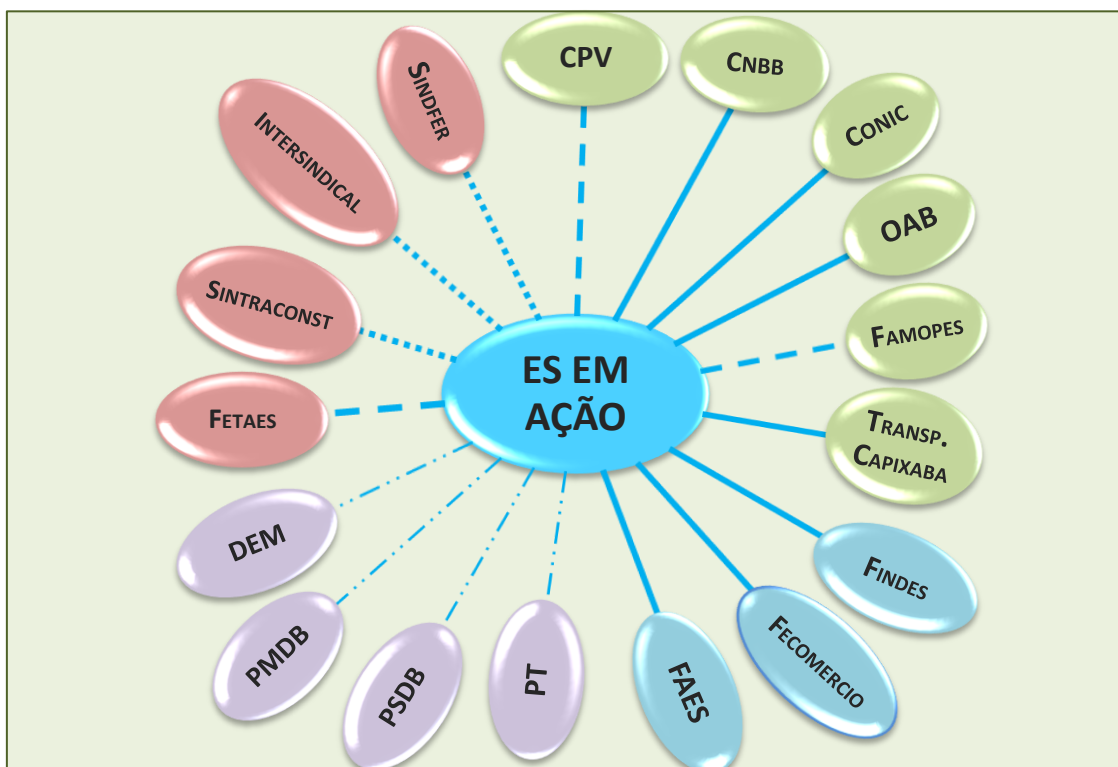 CPV
CNBB
CONIC
OAB
FAMOPES
TRANSP.
CAPIXABA
FINDES
FECOMERCIO
FAES
PT
PSDB
PMDB
DEM
FETAES
SINTRACONST
INTERSINDICAL
SINDFER
ES EM
AÇÃO